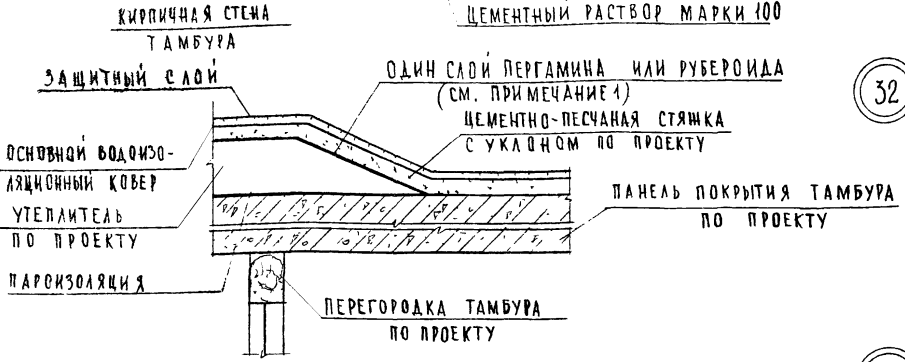 КИРПИЧНАЯ СТЕНА
ТАМБУРА
ЦЕМЕНТНЫЙ РАСТВОР МАРКИ 100
ЗАЩИТНЫЙ СЛОЙ
ОДИН СЛОЙ ПЕРГАМИНА ИЛИ РУБЕРОИДА
(СМ. ПРИМЕЧАНИЕ 1)
32
ЦЕМЕНТНО-ПЕСЧАНАЯ СТЯЖКА
С УКЛОНОМ ПО ПРОЕКТУ
ОСНОВНОЙ ВОДОИЗО-
ЛЯЦИОННЫЙ КОВЕР
УТЕПЛИТЕЛЬ
ПО ПРОЕКТУ
ПАНЕЛЬ ПОКРЫТИЯ ТАМБУРА
ПО ПРОЕКТУ
ПАРОИЗОЛЯЦИЯ
ПЕРЕГОРОДКА ТАМБУРА
ПО ПРОЕКТУ